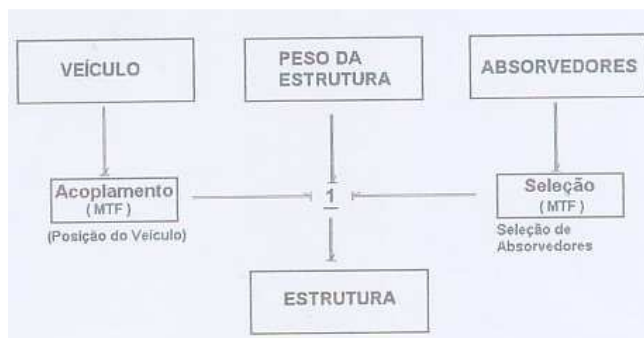 VEÍCULO
PESO DA
ESTRUTURA
ABSORVEDORES
Acoplamento
( MTF )
(Posição do Veículo)
1
Seleção
( MTF )
Seleção de
Absorvedores
ESTRUTURA